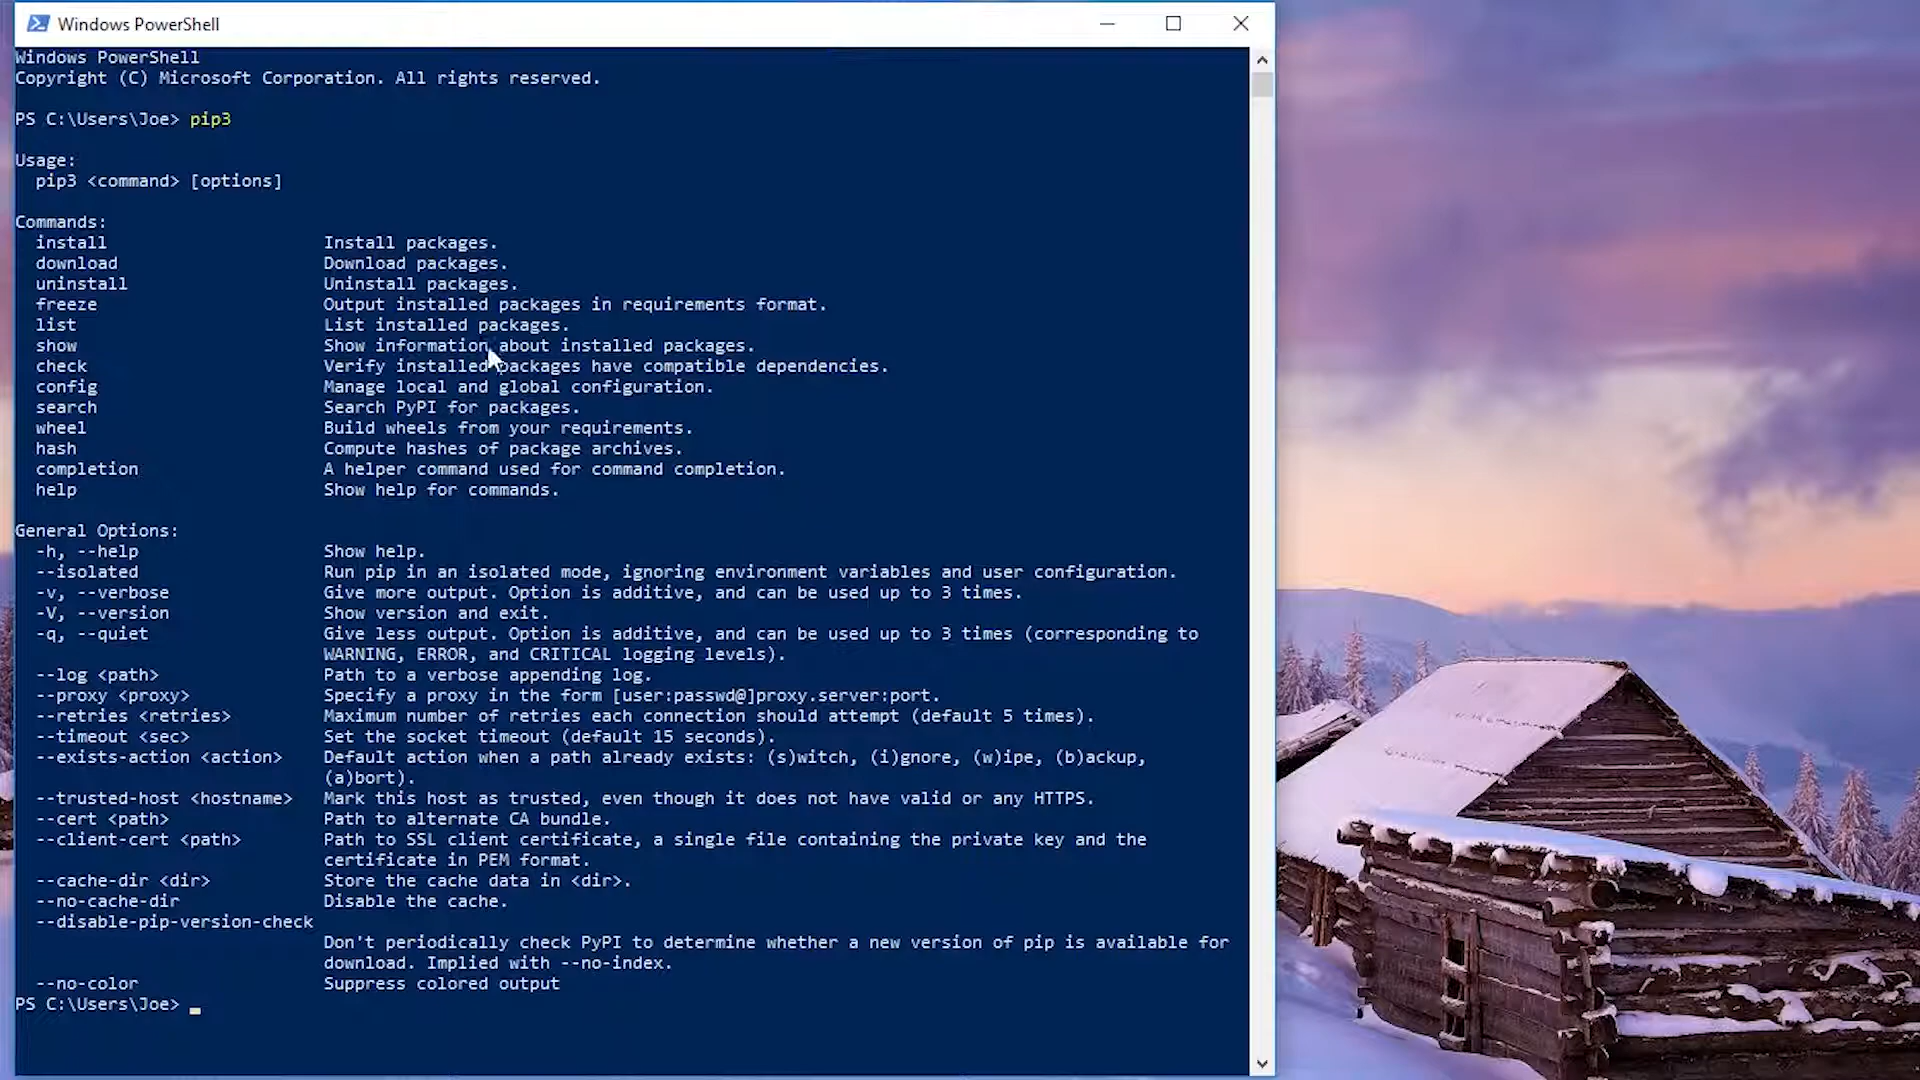 Windows PowerShell
Windows PowerShell
Copyright (C) Microsoft Corporation. All rights reserved.
PS C:\Users\Joe> pip3
Usage:
pip3 <command> [options]
Commands:
install Install packages.
download Download packages.
uninstall Uninstall packages.
freeze Output installed packages in requirements format.
list List installed packages.
show Show information about installed packages.
check Verify installed packages have compatible dependencies.
config Manage local and global configuration.
search Search PyPI for packages.
wheel Build wheels from your requirements.
hash Compute hashes of package archives.
completion A helper command used for command completion.
help Show help for commands.
General Options:
-h, --help Show help.
--isolated Run pip in an isolated mode, ignoring environment variables and user configuration.
-v, --verbose Give more output. Option is additive, and can be used up to 3 times.
-V, --version Show version and exit.
-q, --quiet Give less output. Option is additive, and can be used up to 3 times (corresponding to
WARNING, ERROR, and CRITICAL logging levels).
--log <path> Path to a verbose appending log.
--proxy <proxy> Specify a proxy in the form [user:passwd@]proxy.server:port.
--retries <retries> Maximum number of retries each connection should attempt (default 5 times).
--timeout <sec> Set the socket timeout (default 15 seconds).
--exists-action <action> Default action when a path already exists: (s)witch, (i)gnore, (w)ipe, (b)ackup,
(a)bort).
--trusted-host <hostname> Mark this host as trusted, even though it does not have valid or any HTTPS.
--cert <path> Path to alternate CA bundle.
--client-cert <path> Path to SSL client certificate, a single file containing the private key and the
certificate in PEM format.
--cache-dir <dir> Store the cache data in <dir>.
--no-cache-dir Disable the cache.
--disable-pip-version-check
Don't periodically check PyPI to determine whether a new version of pip is available for
download. Implied with --no-index.
--no-color Suppress colored output
PS C:\Users\Joe>